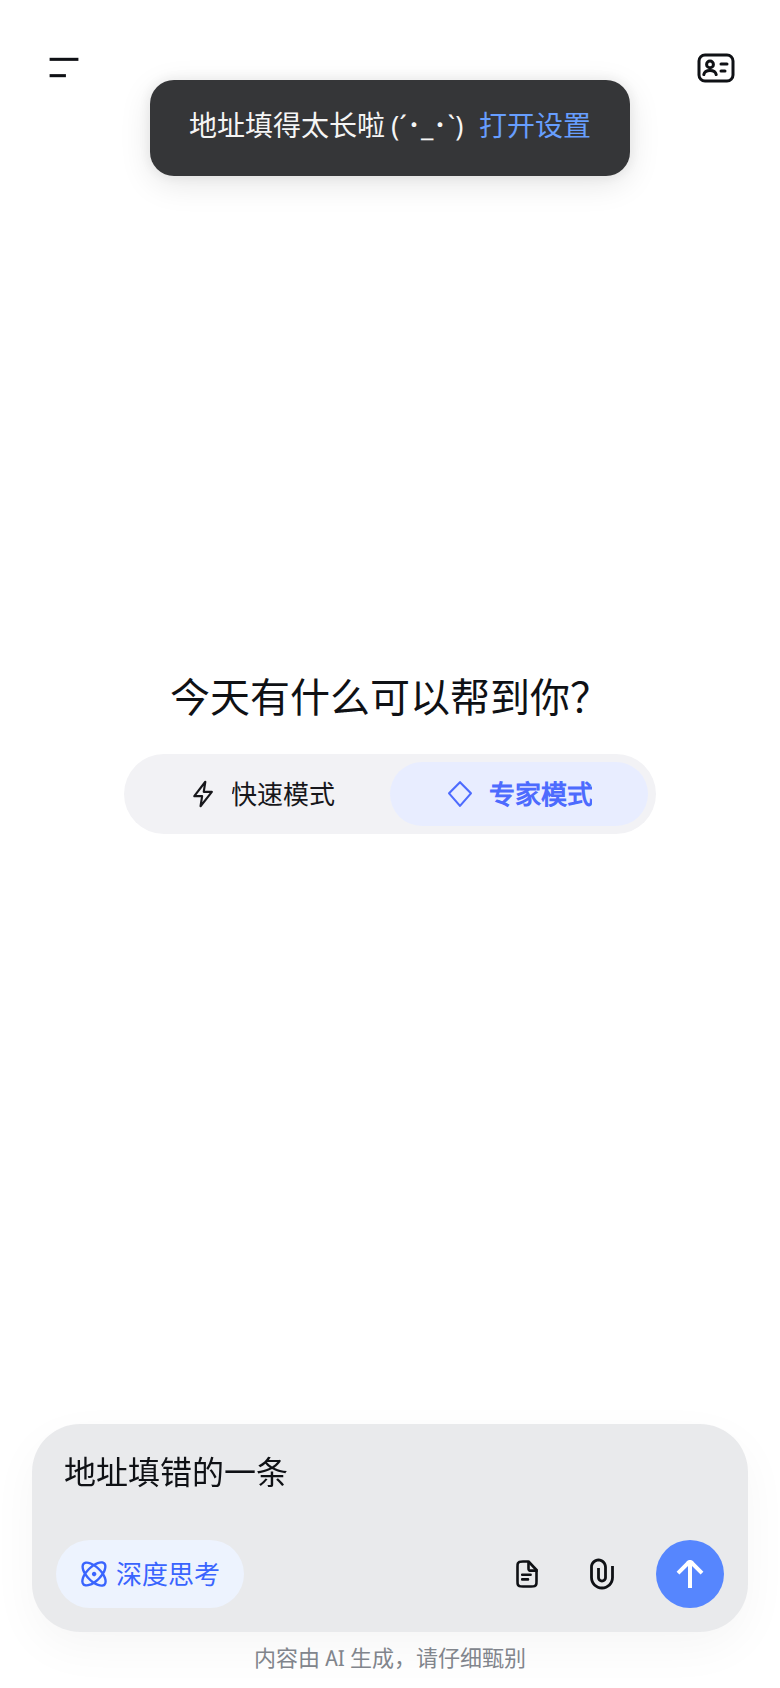 地址填得太长啦 (´･_･`) 打开设置
今天有什么可以帮到你？
快速模式 专家模式
地址填错的一条
深度思考
内容由 AI 生成，请仔细甄别